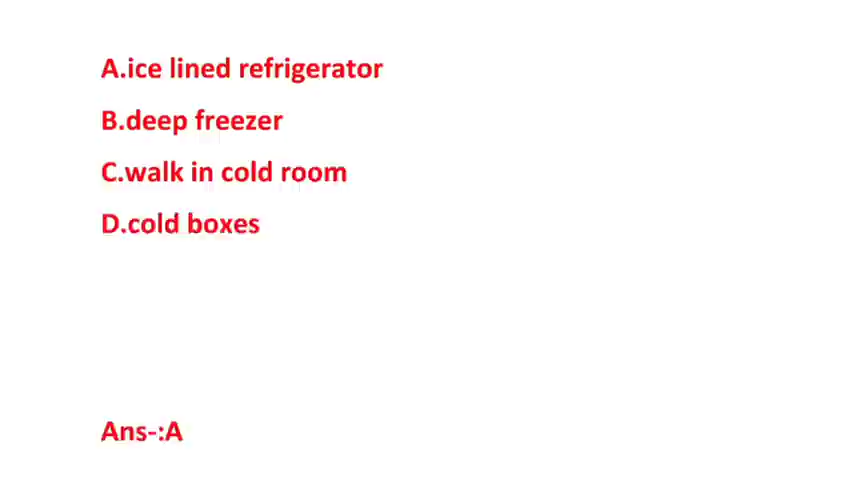 A.ice lined refrigerator
B.deep freezer
C.walk in cold room
D.cold boxes
Ans-:A